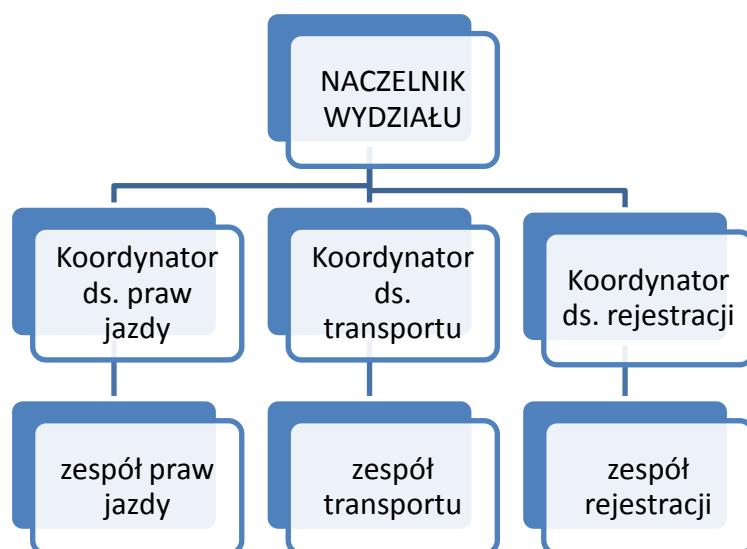 NACZELNIK
WYDZIAŁU
Koordynator
ds. praw
jazdy
Koordynator
ds.
transportu
Koordynator
ds. rejestracji
zespół praw
jazdy
zespół
transportu
zespół
rejestracji